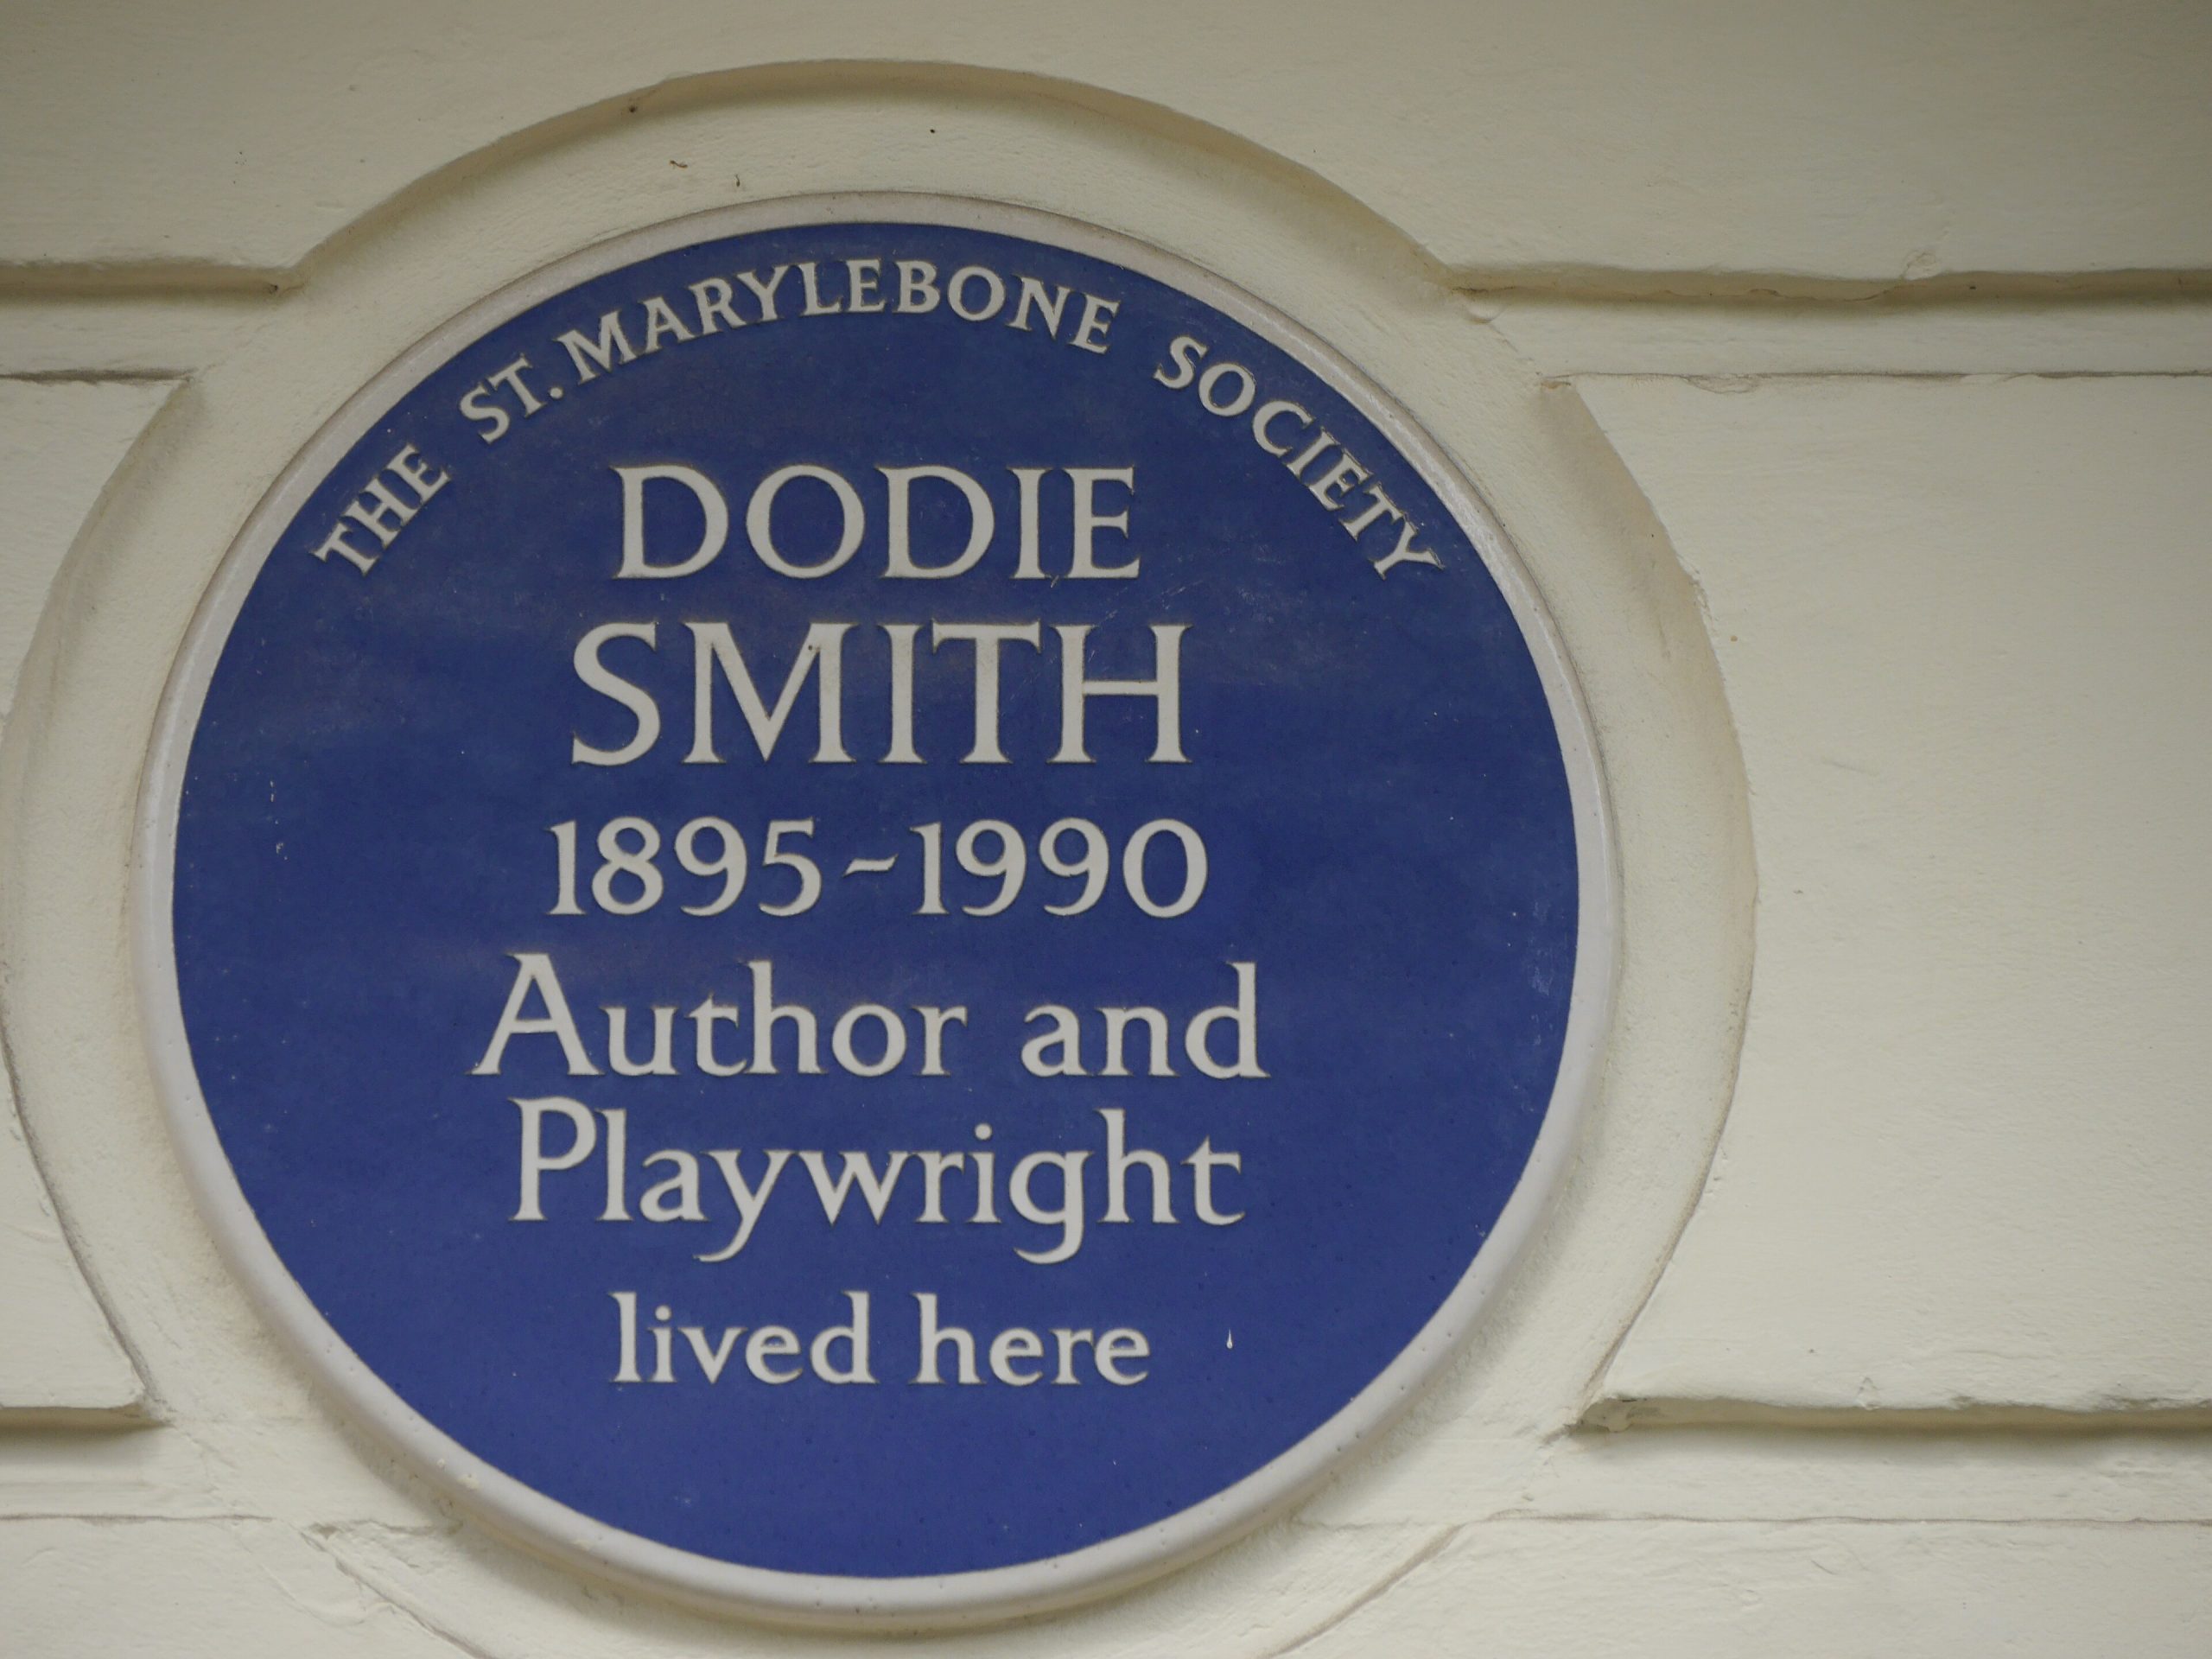 THE ST. MARYLEBONE SOCIETY
DODIE
SMITH
1895~1990
Author and
Playwright
lived here